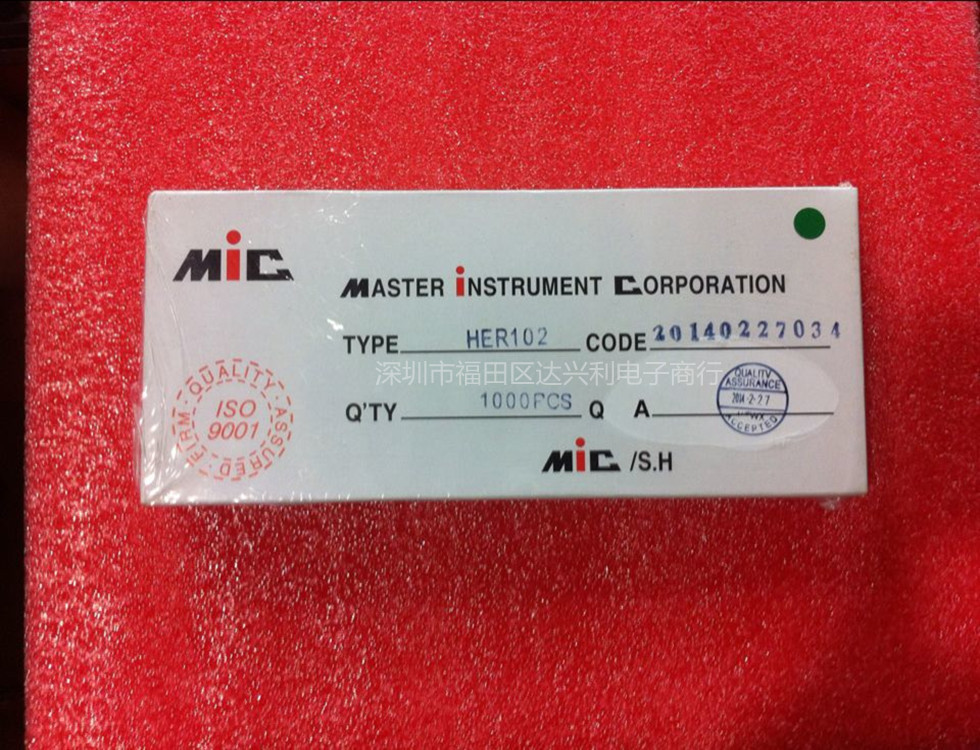 MiC
MASTER iNSTRUMENT CORPORATION
TYPE HER102 CODE 20140227034
深圳市福田区达兴利电子商行
Q'TY 1000PCS Q A
QUALITY
ASSURANCE
2014-2-27
ACCEPTED
FIRM · QUALITY · ASSURED ·
ISO
9001
MiC /S.H